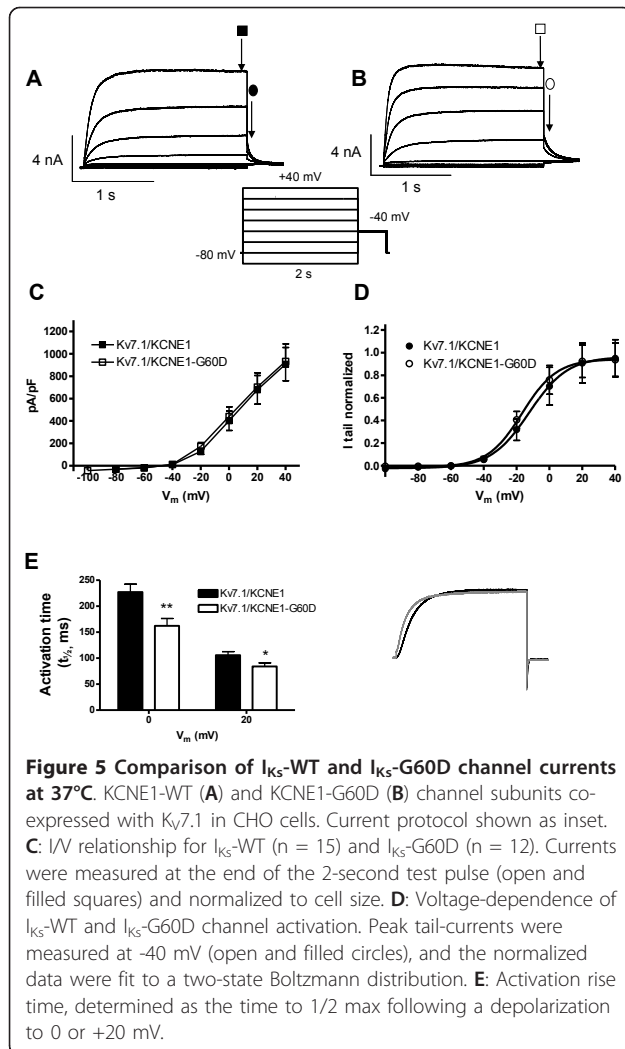 A
B
4 nA
1 s
4 nA
1 s
+40 mV
-40 mV
-80 mV
2 s
C
D
Kv7.1/KCNE1
Kv7.1/KCNE1-G60D
pA/pF
1200
1000
800
600
400
200
0
-100 -80 -60 -40 -20 0 20 40
Vm (mV)
Kv7.1/KCNE1
Kv7.1/KCNE1-G60D
I tail normalized
1.2
1.0
0.8
0.6
0.4
0.2
0.0
-80 -60 -40 -20 0 20 40
Vm (mV)
E
Kv7.1/KCNE1
Kv7.1/KCNE1-G60D
Activation time
(t½, ms)
250
200
150
100
50
0
**
*
0 20
Vm (mV)
Figure 5 Comparison of IKs-WT and IKs-G60D channel currents
at 37°C. KCNE1-WT (A) and KCNE1-G60D (B) channel subunits co-
expressed with KV7.1 in CHO cells. Current protocol shown as inset.
C: I/V relationship for IKs-WT (n = 15) and IKs-G60D (n = 12). Currents
were measured at the end of the 2-second test pulse (open and
filled squares) and normalized to cell size. D: Voltage-dependence of
IKs-WT and IKs-G60D channel activation. Peak tail-currents were
measured at -40 mV (open and filled circles), and the normalized
data were fit to a two-state Boltzmann distribution. E: Activation rise
time, determined as the time to 1/2 max following a depolarization
to 0 or +20 mV.